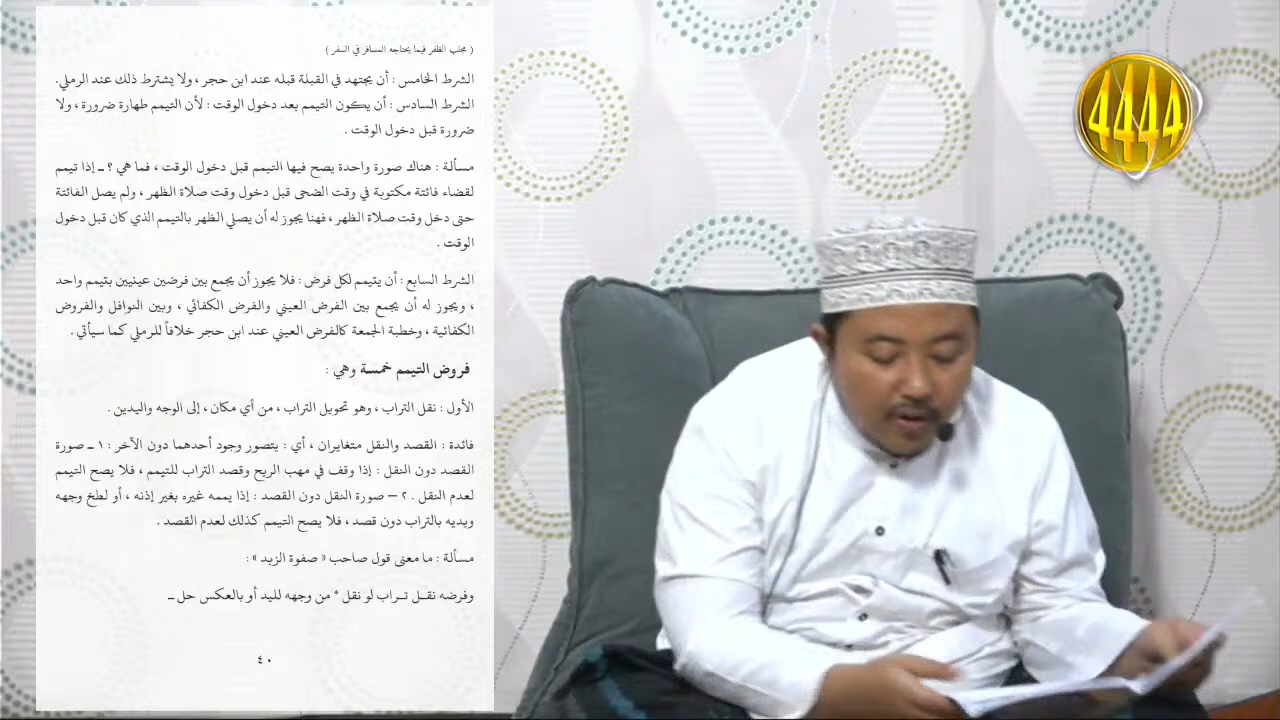 ( مجلب الظفر فيما يحتاجه المسافر في السفر )
الشرط الخامس : أن يجتهد في القبلة قبله عند ابن حجر ، ولا يشترط ذلك عند الرملي.
الشرط السادس : أن يكون التيمم بعد دخول الوقت : لأن التيمم طهارة ضرورة ، ولا
ضرورة قبل دخول الوقت .
مسألة : هناك صورة واحدة يصح فيها التيمم قبل دخول الوقت ، فما هي ؟ ــ إذا تيمم
لقضاء فائتة مكتوبة في وقت الضحى قبل دخول وقت صلاة الظهر ، ولم يصل الفائتة
حتى دخل وقت صلاة الظهر ، فهنا يجوز له أن يصلي الظهر بالتيمم الذي كان قبل دخول
الوقت .
الشرط السابع : أن يتيمم لكل فرض : فلا يجوز أن يجمع بين فرضين عينيين بتيمم واحد
، ويجوز له أن يجمع بين الفرض العيني والفرض الكفائي ، وبين النوافل والفروض
الكفائية ، وخطبة الجمعة كالفرض العيني عند ابن حجر خلافاً للرملي كما سيأتي .
فروض التيمم خمسة وهي :
الأول : نقل التراب ، وهو تحويل التراب ، من أي مكان ، إلى الوجه واليدين .
فائدة : القصد والنقل متغايران ، أي : يتصور وجود أحدهما دون الآخر : ١ ــ صورة
القصد دون النقل : إذا وقف في مهب الريح وقصد التراب للتيمم ، فلا يصح التيمم
لعدم النقل . ٢ – صورة النقل دون القصد : إذا يممه غيره بغير إذنه ، أو لطخ وجهه
ويديه بالتراب دون قصد ، فلا يصح التيمم كذلك لعدم القصد .
مسألة : ما معنى قول صاحب « صفوة الزبد » :
وفرضه نقـل تـراب لو نقل * من وجهه لليد أو بالعكس حل ــ
٤٠
4444